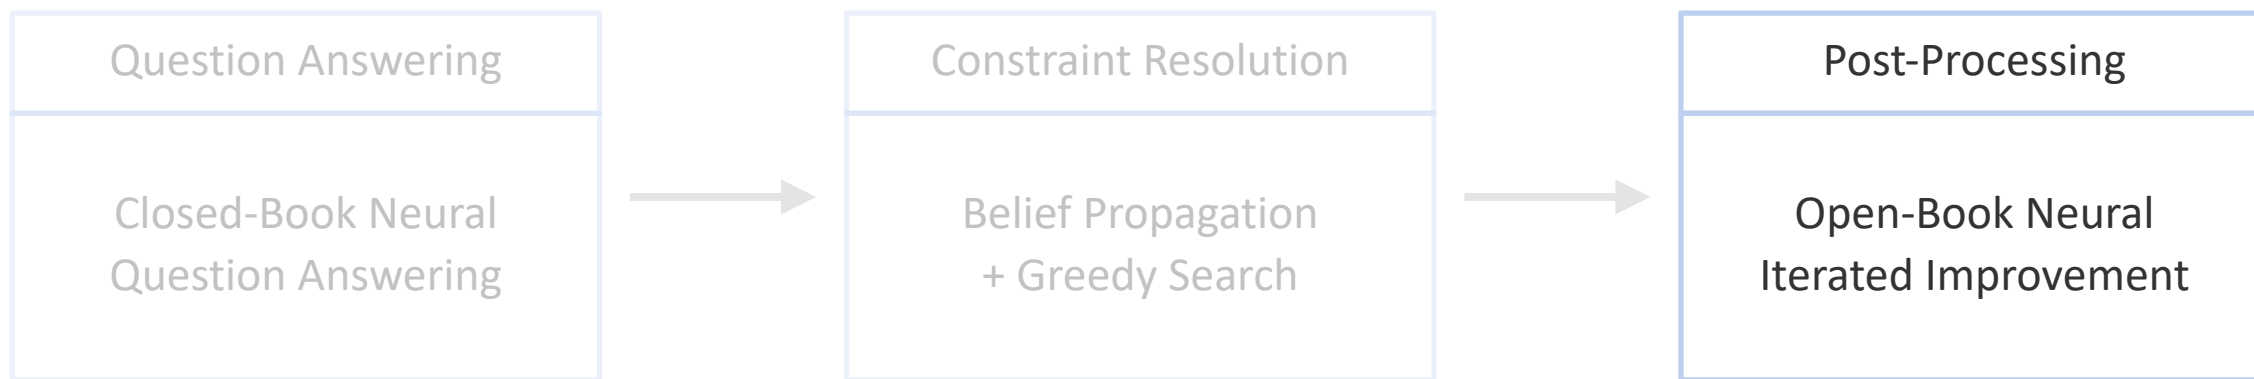 Question Answering
Closed-Book Neural
Question Answering
Constraint Resolution
Belief Propagation
+ Greedy Search
Post-Processing
Open-Book Neural
Iterated Improvement